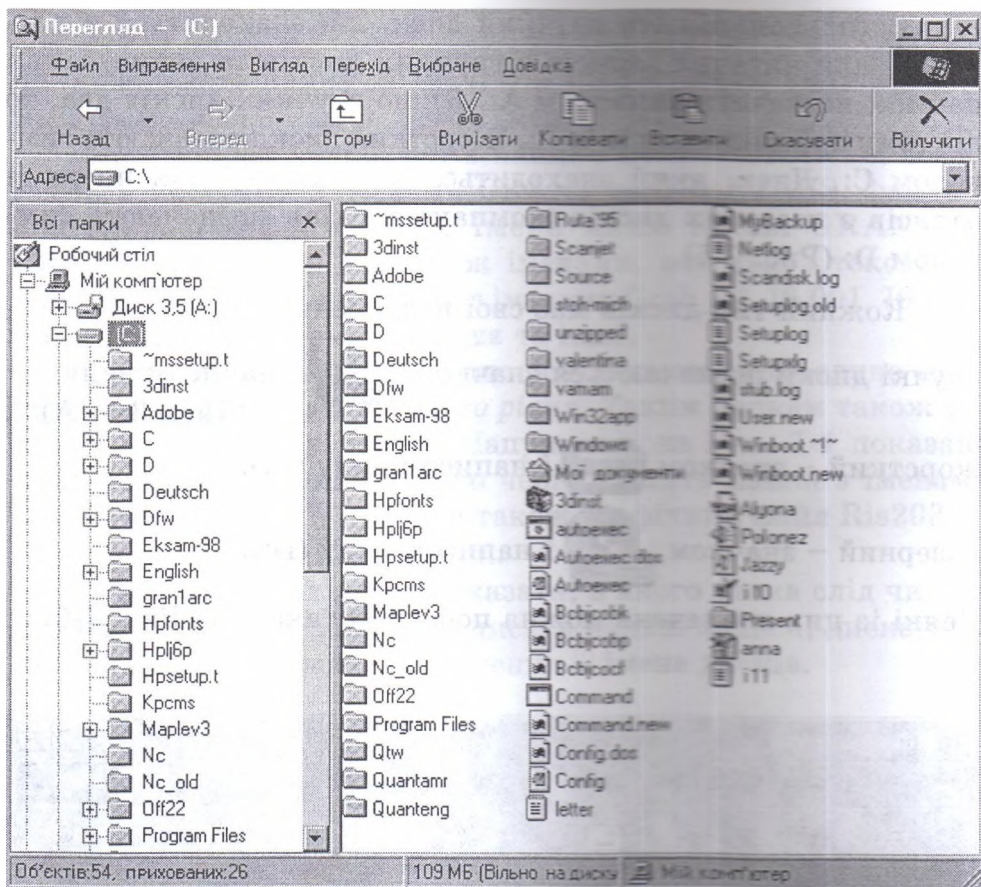 Перегляд – (C:)
Файл Виправлення Вигляд Перехід Вибране Довідка
Назад Вперед Вгору Вирізати Копіювати Вставити Скасувати Вилучити
Адреса C:\
Всі папки
Робочий стіл
Мій комп`ютер
Диск 3,5 (A:)
(C:)
~mssetup.t
3dinst
Adobe
C
D
Deutsch
Dfw
Eksam-98
English
gran1arc
Hpfonts
Hplj6p
Hpsetup.t
Kpcms
Maplev3
Nc
Nc_old
Off22
Program Files
~mssetup.t
3dinst
Adobe
C
D
Deutsch
Dfw
Eksam-98
English
gran1arc
Hpfonts
Hplj6p
Hpsetup.t
Kpcms
Maplev3
Nc
Nc_old
Off22
Program Files
Qtw
Quantamr
Quanteng
Ruta'95
Scanjet
Source
unzipped
valentina
vamam
Win32app
Windows
Мої документи
3dinst
autoexec
Autoexec.dos
Autoexec
Command
Command.new
Config.dos
Config
letter
MyBackup
Netlog
Scandisk.log
Setuplog.old
Setuplog
Setupxlg
stub.log
User.new
Winboot.~1~
Winboot.new
Alyona
Polonez
Jazzy
i10
Present
anna
i11
Об'єктів:54, прихованих:26
109 МБ (Вільно на диску
Мій комп'ютер